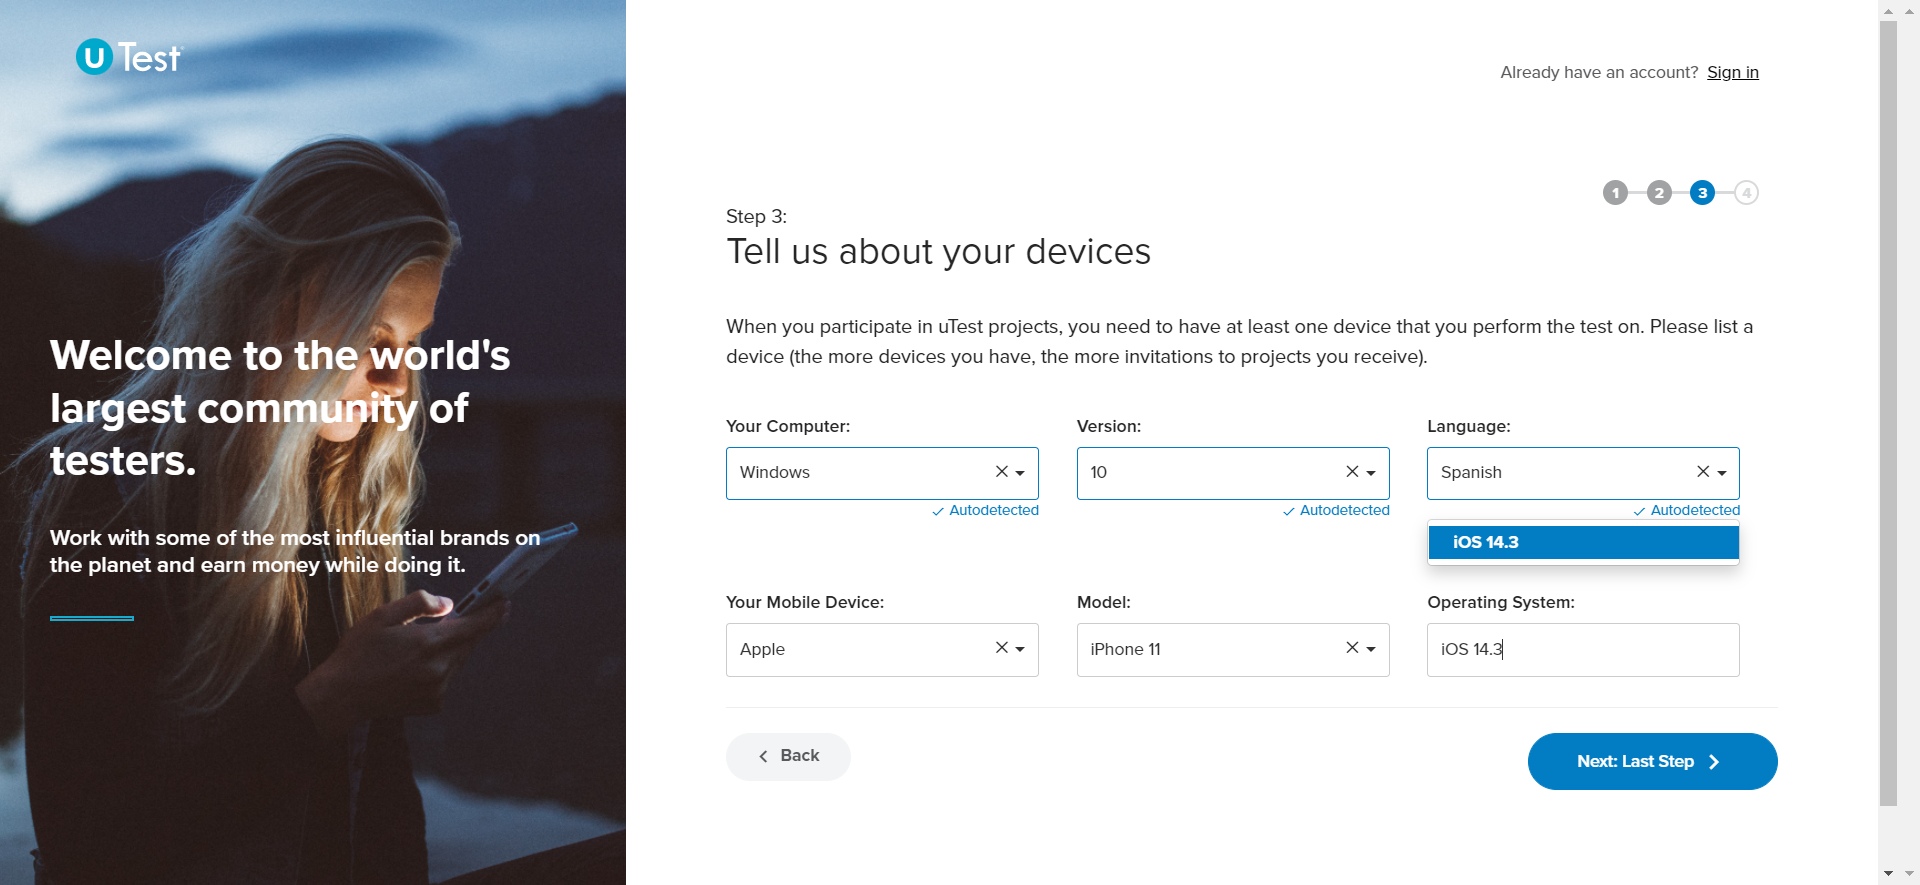 u Test
Already have an account? Sign in
1 2 3 4
Step 3:
Tell us about your devices
When you participate in uTest projects, you need to have at least one device that you perform the test on. Please list a
device (the more devices you have, the more invitations to projects you receive).
Welcome to the world's
largest community of
testers.
Work with some of the most influential brands on
the planet and earn money while doing it.
Your Computer: Version: Language:
Windows 10 Spanish
Autodetected Autodetected Autodetected
iOS 14.3
Your Mobile Device: Model: Operating System:
Apple iPhone 11 iOS 14.3
Back Next: Last Step